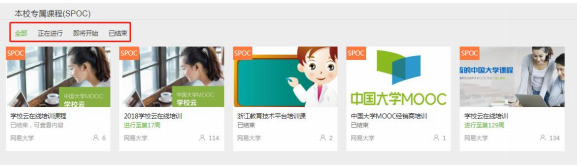 本校专属课程(SPOC)
全部 正在进行 即将开始 已结束
SPOC
中国大学MOOC
学校云
学校云在线培训课程
已结束，可查看内容
网易大学 6
SPOC
中国大学MOOC
学校云
2018学校云在线培训
进行至第17周
网易大学 114
SPOC
浙江教育技术平台培训课
已结束
网易大学 2
SPOC
中国大学MOOC
中国大学MOOC经销商培训
已结束
网易大学 1
SPOC
的中国大学课程
学校云在线培训
进行至第129周
网易大学 134